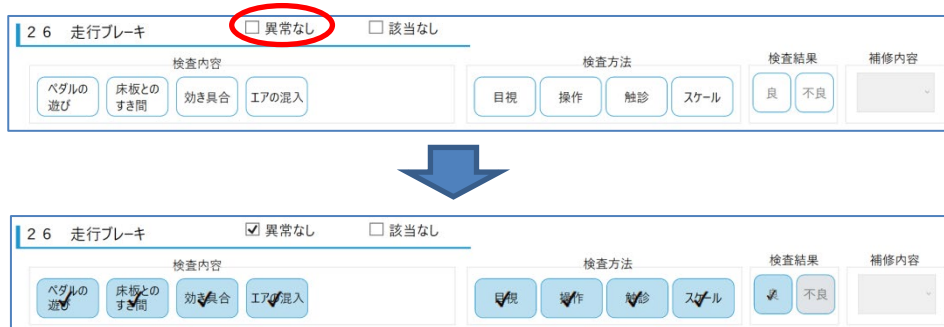 26 走行ブレーキ
異常なし
該当なし
検査内容
検査方法
検査結果
補修内容
ペダルの
遊び
床板との
すき間
効き具合
エアの混入
目視
操作
触診
スケール
良
不良
26 走行ブレーキ
異常なし
該当なし
検査内容
検査方法
検査結果
補修内容
ペダルの
遊び
床板との
すき間
効き具合
エアの混入
目視
操作
触診
スケール
良
不良